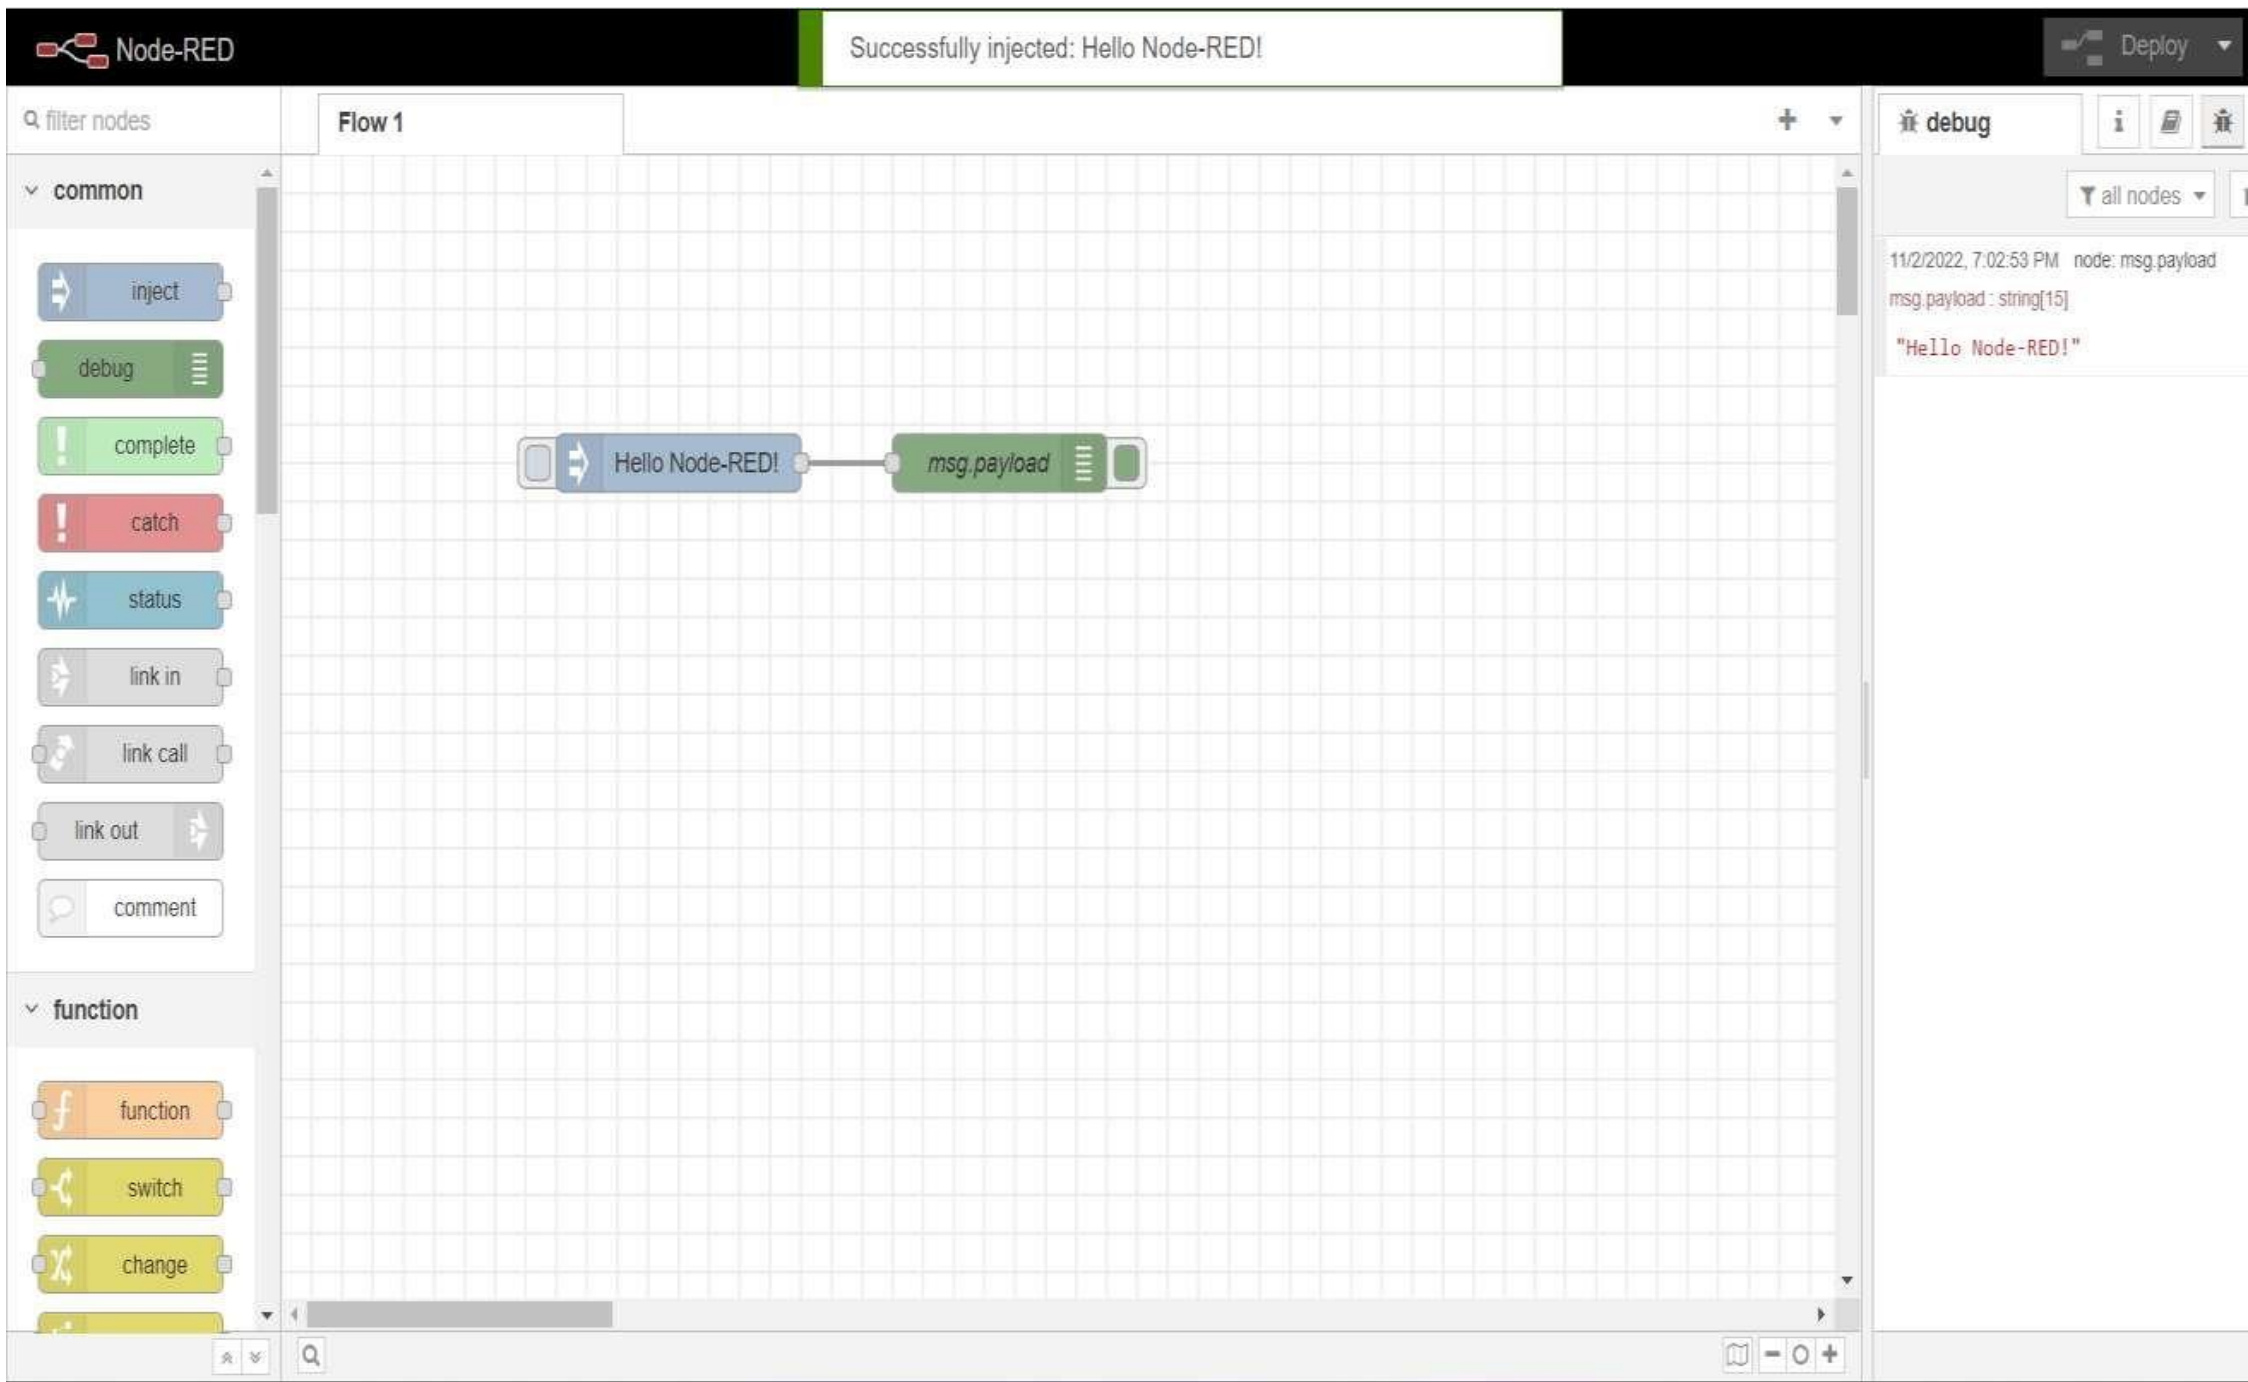 Node-RED
Successfully injected: Hello Node-RED!
Deploy
filter nodes
Flow 1
debug
all nodes
common
inject
debug
complete
catch
status
link in
link call
link out
comment
function
function
switch
change
Hello Node-RED!
msg.payload
11/2/2022, 7:02:53 PM node: msg.payload
msg.payload : string[15]
"Hello Node-RED!"